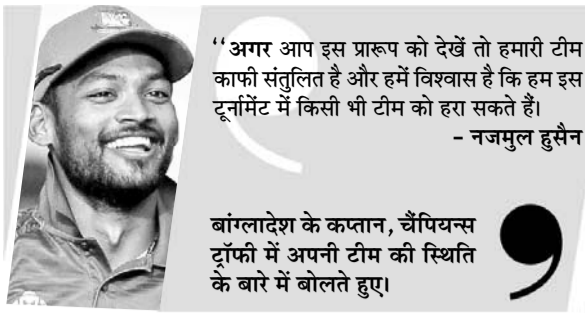 ‘‘अगर आप इस प्रारूप को देखें तो हमारी टीम
काफी संतुलित है और हमें विश्वास है कि हम इस
टूर्नामेंट में किसी भी टीम को हरा सकते हैं।
– नजमुल हुसैन
बांग्लादेश के कप्तान, चैंपियन्स
ट्रॉफी में अपनी टीम की स्थिति
के बारे में बोलते हुए।